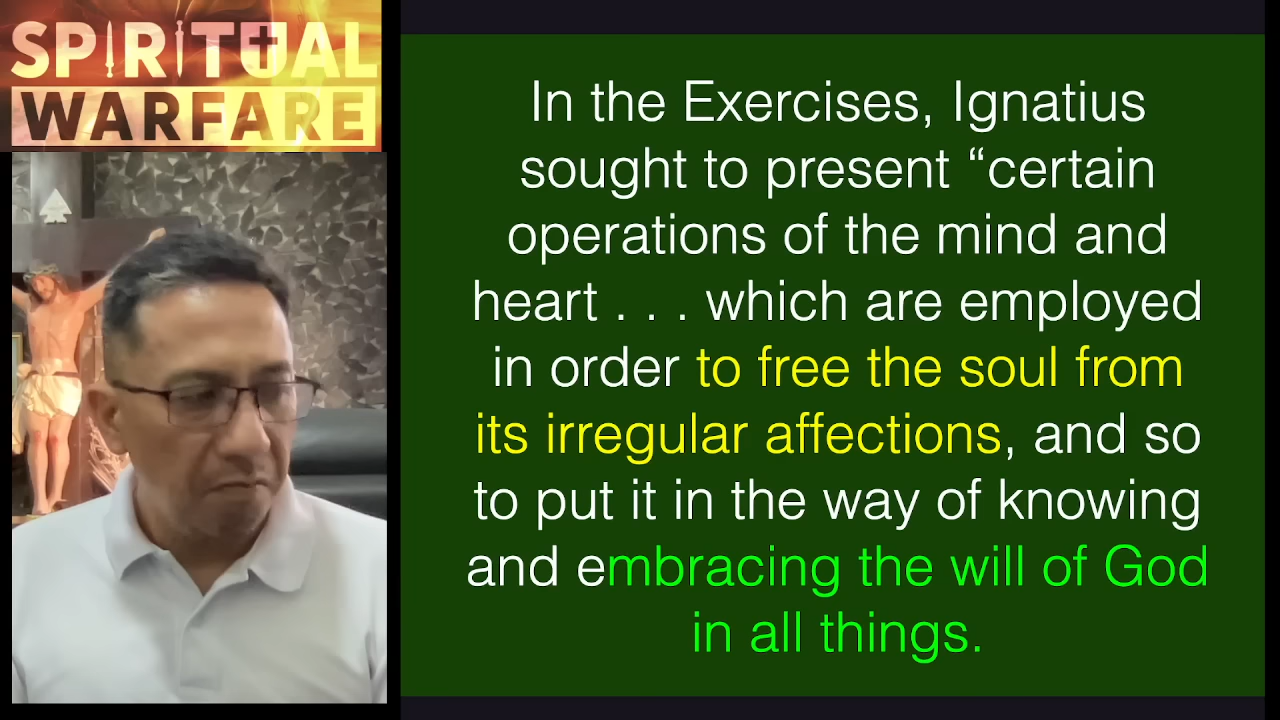 SPIRITUAL
WARFARE
In the Exercises, Ignatius
sought to present “certain
operations of the mind and
heart . . . which are employed
in order to free the soul from
its irregular affections, and so
to put it in the way of knowing
and embracing the will of God
in all things.